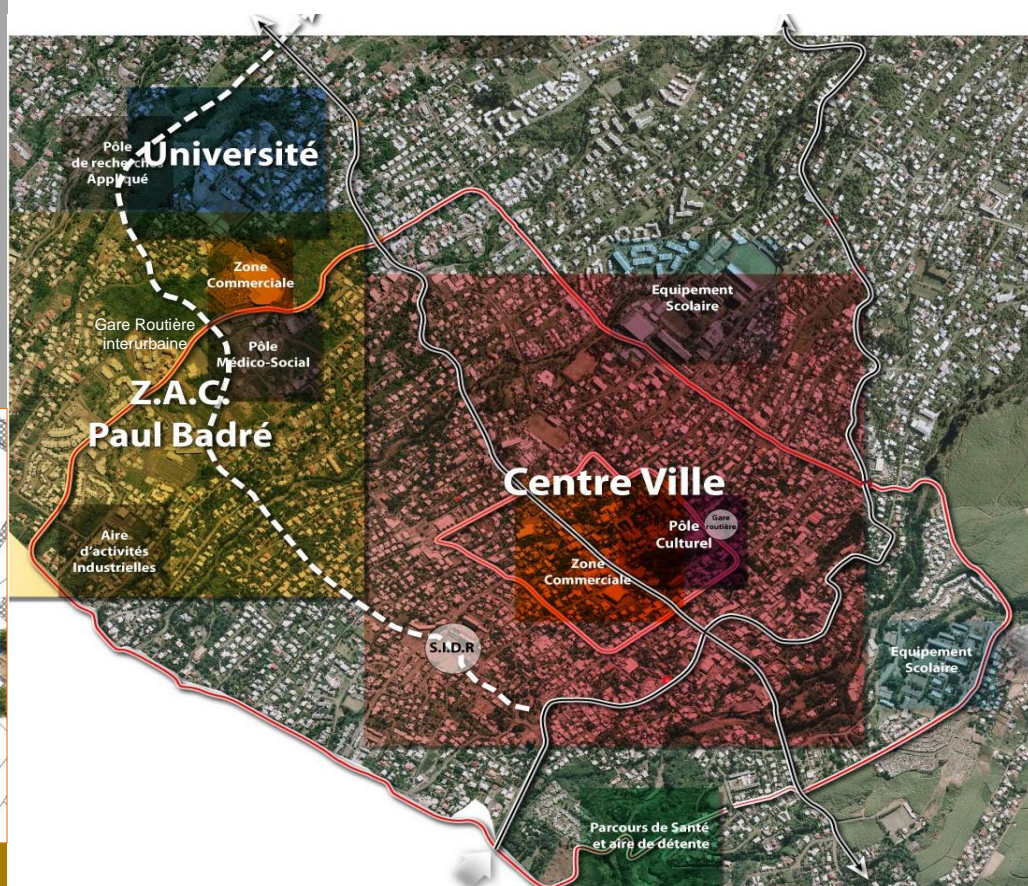 Université
Pôle
de recherche
Appliqué
Zone
Commerciale
Equipement
Scolaire
Gare Routière
interurbaine
Pôle
Médico-Social
Z.A.C.
Paul Badré
Centre Ville
Gare
routière
Pôle
Culturel
Aire
d'activités
Industrielles
Zone
Commerciale
S.I.D.R
Equipement
Scolaire
Parcours de Santé
et aire de détente